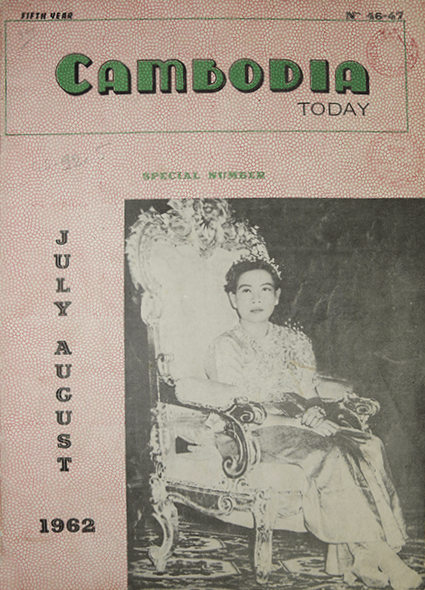 FIFTH YEAR
N° 46-47
CAMBODIA
TODAY
SPECIAL NUMBER
JULY AUGUST
1962